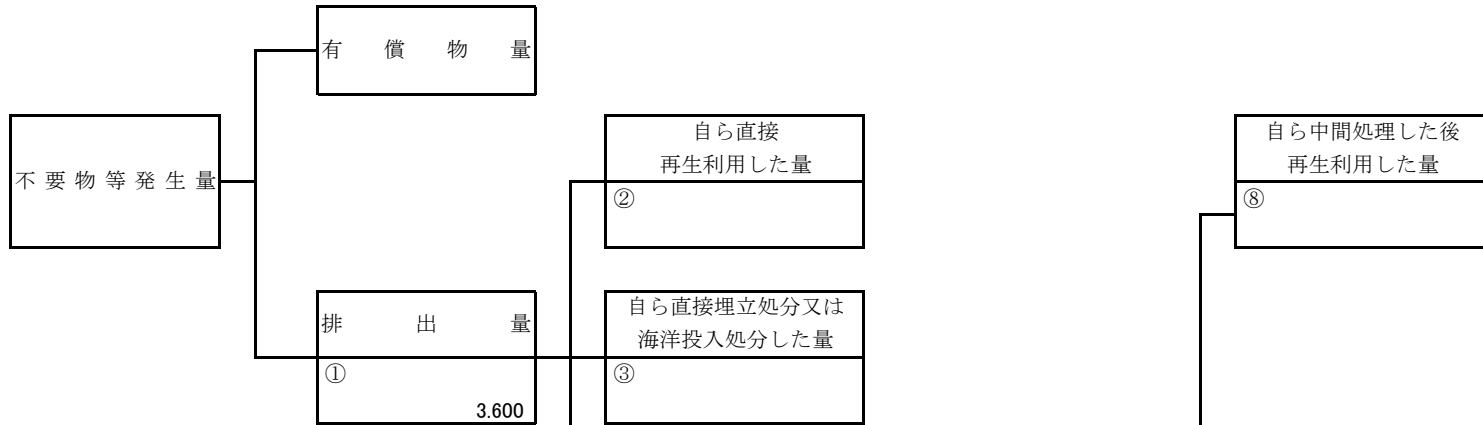 有償物量
自ら直接
再生利用した量
②
自ら中間処理した後
再生利用した量
⑧
不要物等発生量
排出量
①
3.600
自ら直接埋立処分又は
海洋投入処分した量
③